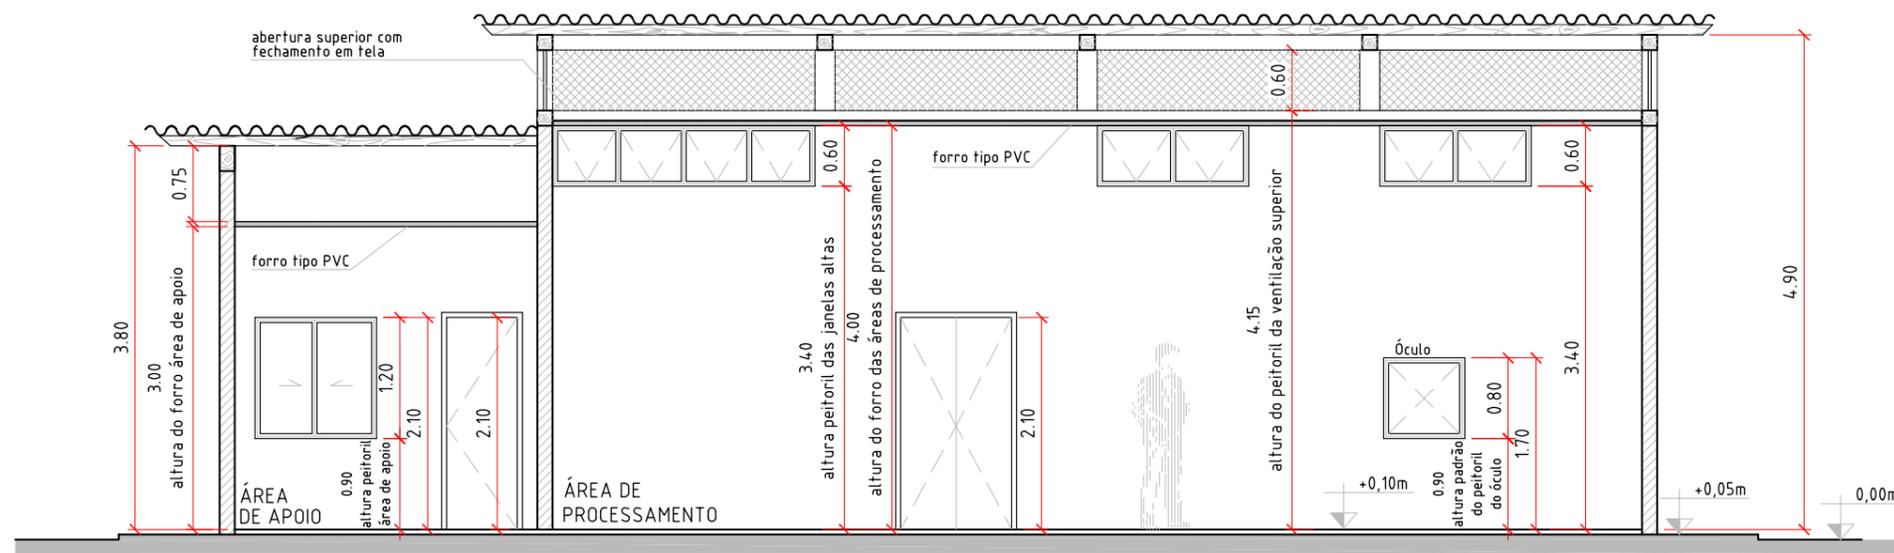 abertura superior com
fechamento em tela
0.60
forro tipo PVC
0.60
0.60
0.75
forro tipo PVC
3.80
3.00
altura do forro área de apoio
1.20
2.10
2.10
0.90
altura peitoril
área de apoio
ÁREA
DE APOIO
3.40
altura peitoril das janelas altas
4.00
altura do forro das áreas de processamento
ÁREA DE
PROCESSAMENTO
2.10
4.15
altura do peitoril da ventilação superior
Óculo
0.80
1.70
0.90
altura padrão
do peitoril
do óculo
3.40
4.90
+0,10m
+0,05m
0,00m